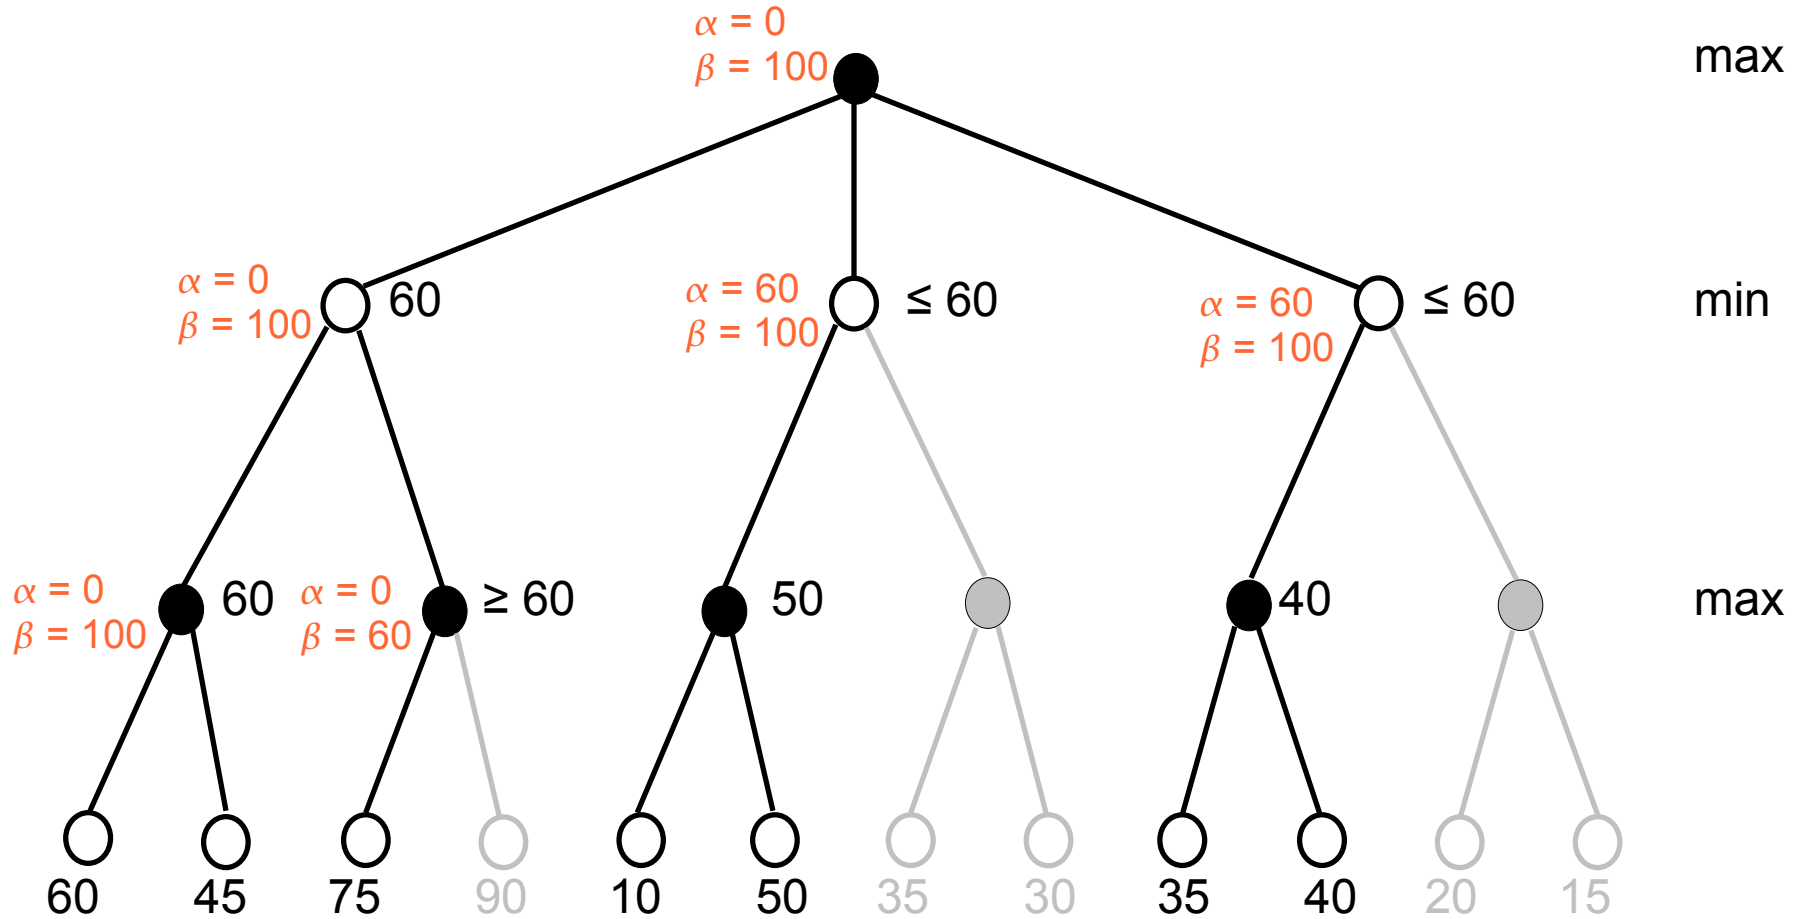 α = 0
β = 100
max
α = 0
β = 100
60
α = 60
β = 100
≤ 60
α = 60
β = 100
≤ 60
min
α = 0
β = 100
60
α = 0
β = 60
≥ 60
50
40
max
60
45
75
90
10
50
35
30
35
40
20
15